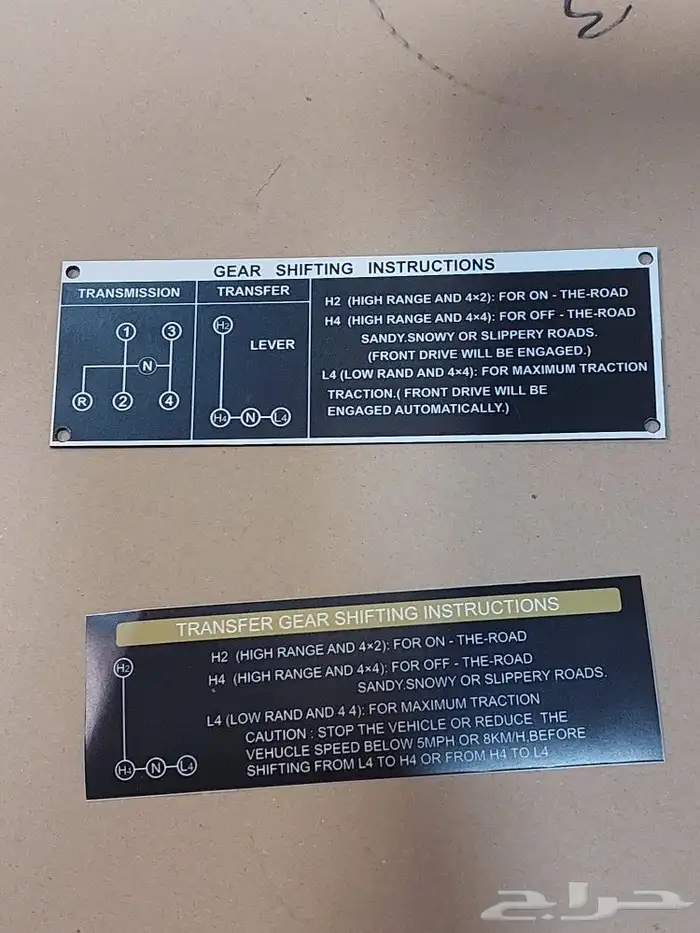 3
GEAR SHIFTING INSTRUCTIONS
TRANSMISSION
1 3
N
R 2 4
TRANSFER
H2
LEVER
H4 N L4
H2 (HIGH RANGE AND 4×2): FOR ON - THE-ROAD
H4 (HIGH RANGE AND 4×4): FOR OFF - THE-ROAD
SANDY.SNOWY OR SLIPPERY ROADS.
(FRONT DRIVE WILL BE ENGAGED.)
L4 (LOW RAND AND 4×4): FOR MAXIMUM TRACTION
TRACTION.( FRONT DRIVE WILL BE
ENGAGED AUTOMATICALLY.)
TRANSFER GEAR SHIFTING INSTRUCTIONS
H2
H4 N L4
H2 (HIGH RANGE AND 4×2): FOR ON - THE-ROAD
H4 (HIGH RANGE AND 4×4): FOR OFF - THE-ROAD
SANDY.SNOWY OR SLIPPERY ROADS.
L4 (LOW RAND AND 4 4): FOR MAXIMUM TRACTION
CAUTION : STOP THE VEHICLE OR REDUCE THE
VEHUCLE SPEED BELOW 5MPH OR 8KM/H.BEFORE
SHIFTING FROM L4 TO H4 OR FROM H4 TO L4
حراج